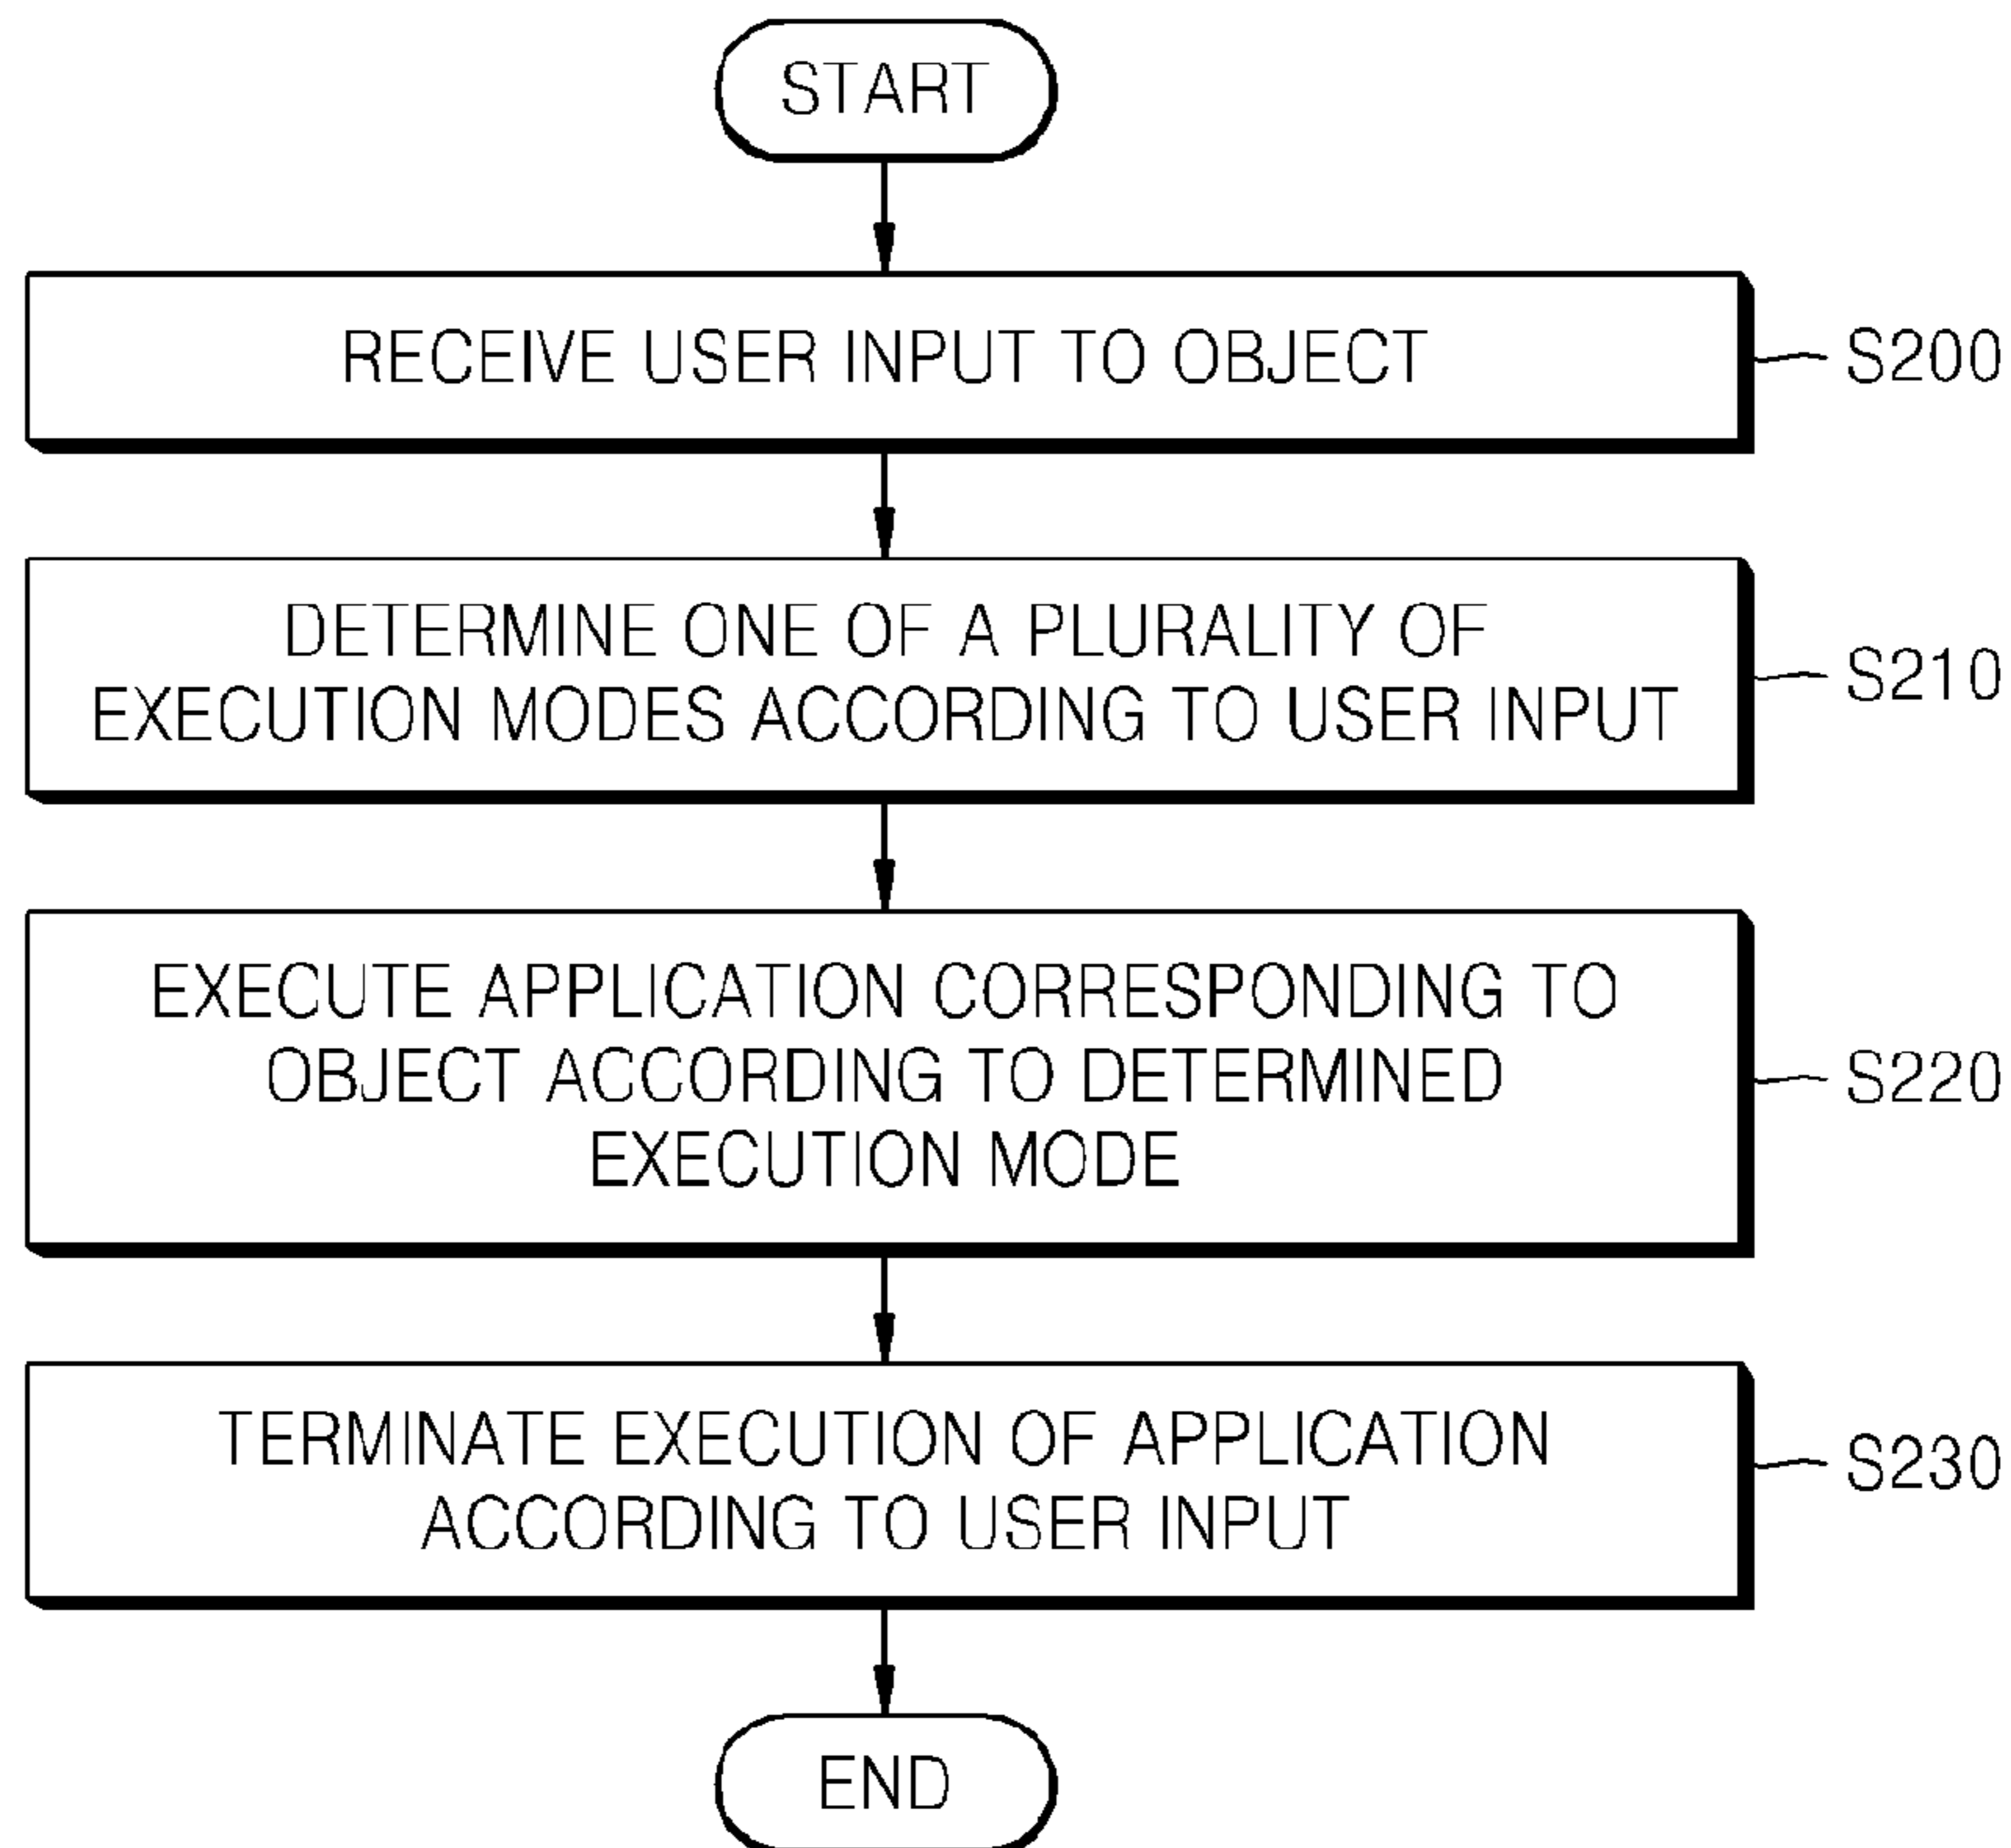 START
RECEIVE USER INPUT TO OBJECT
S200
DETERMINE ONE OF A PLURALITY OF
EXECUTION MODES ACCORDING TO USER INPUT
S210
EXECUTE APPLICATION CORRESPONDING TO
OBJECT ACCORDING TO DETERMINED
EXECUTION MODE
S220
TERMINATE EXECUTION OF APPLICATION
ACCORDING TO USER INPUT
S230
END